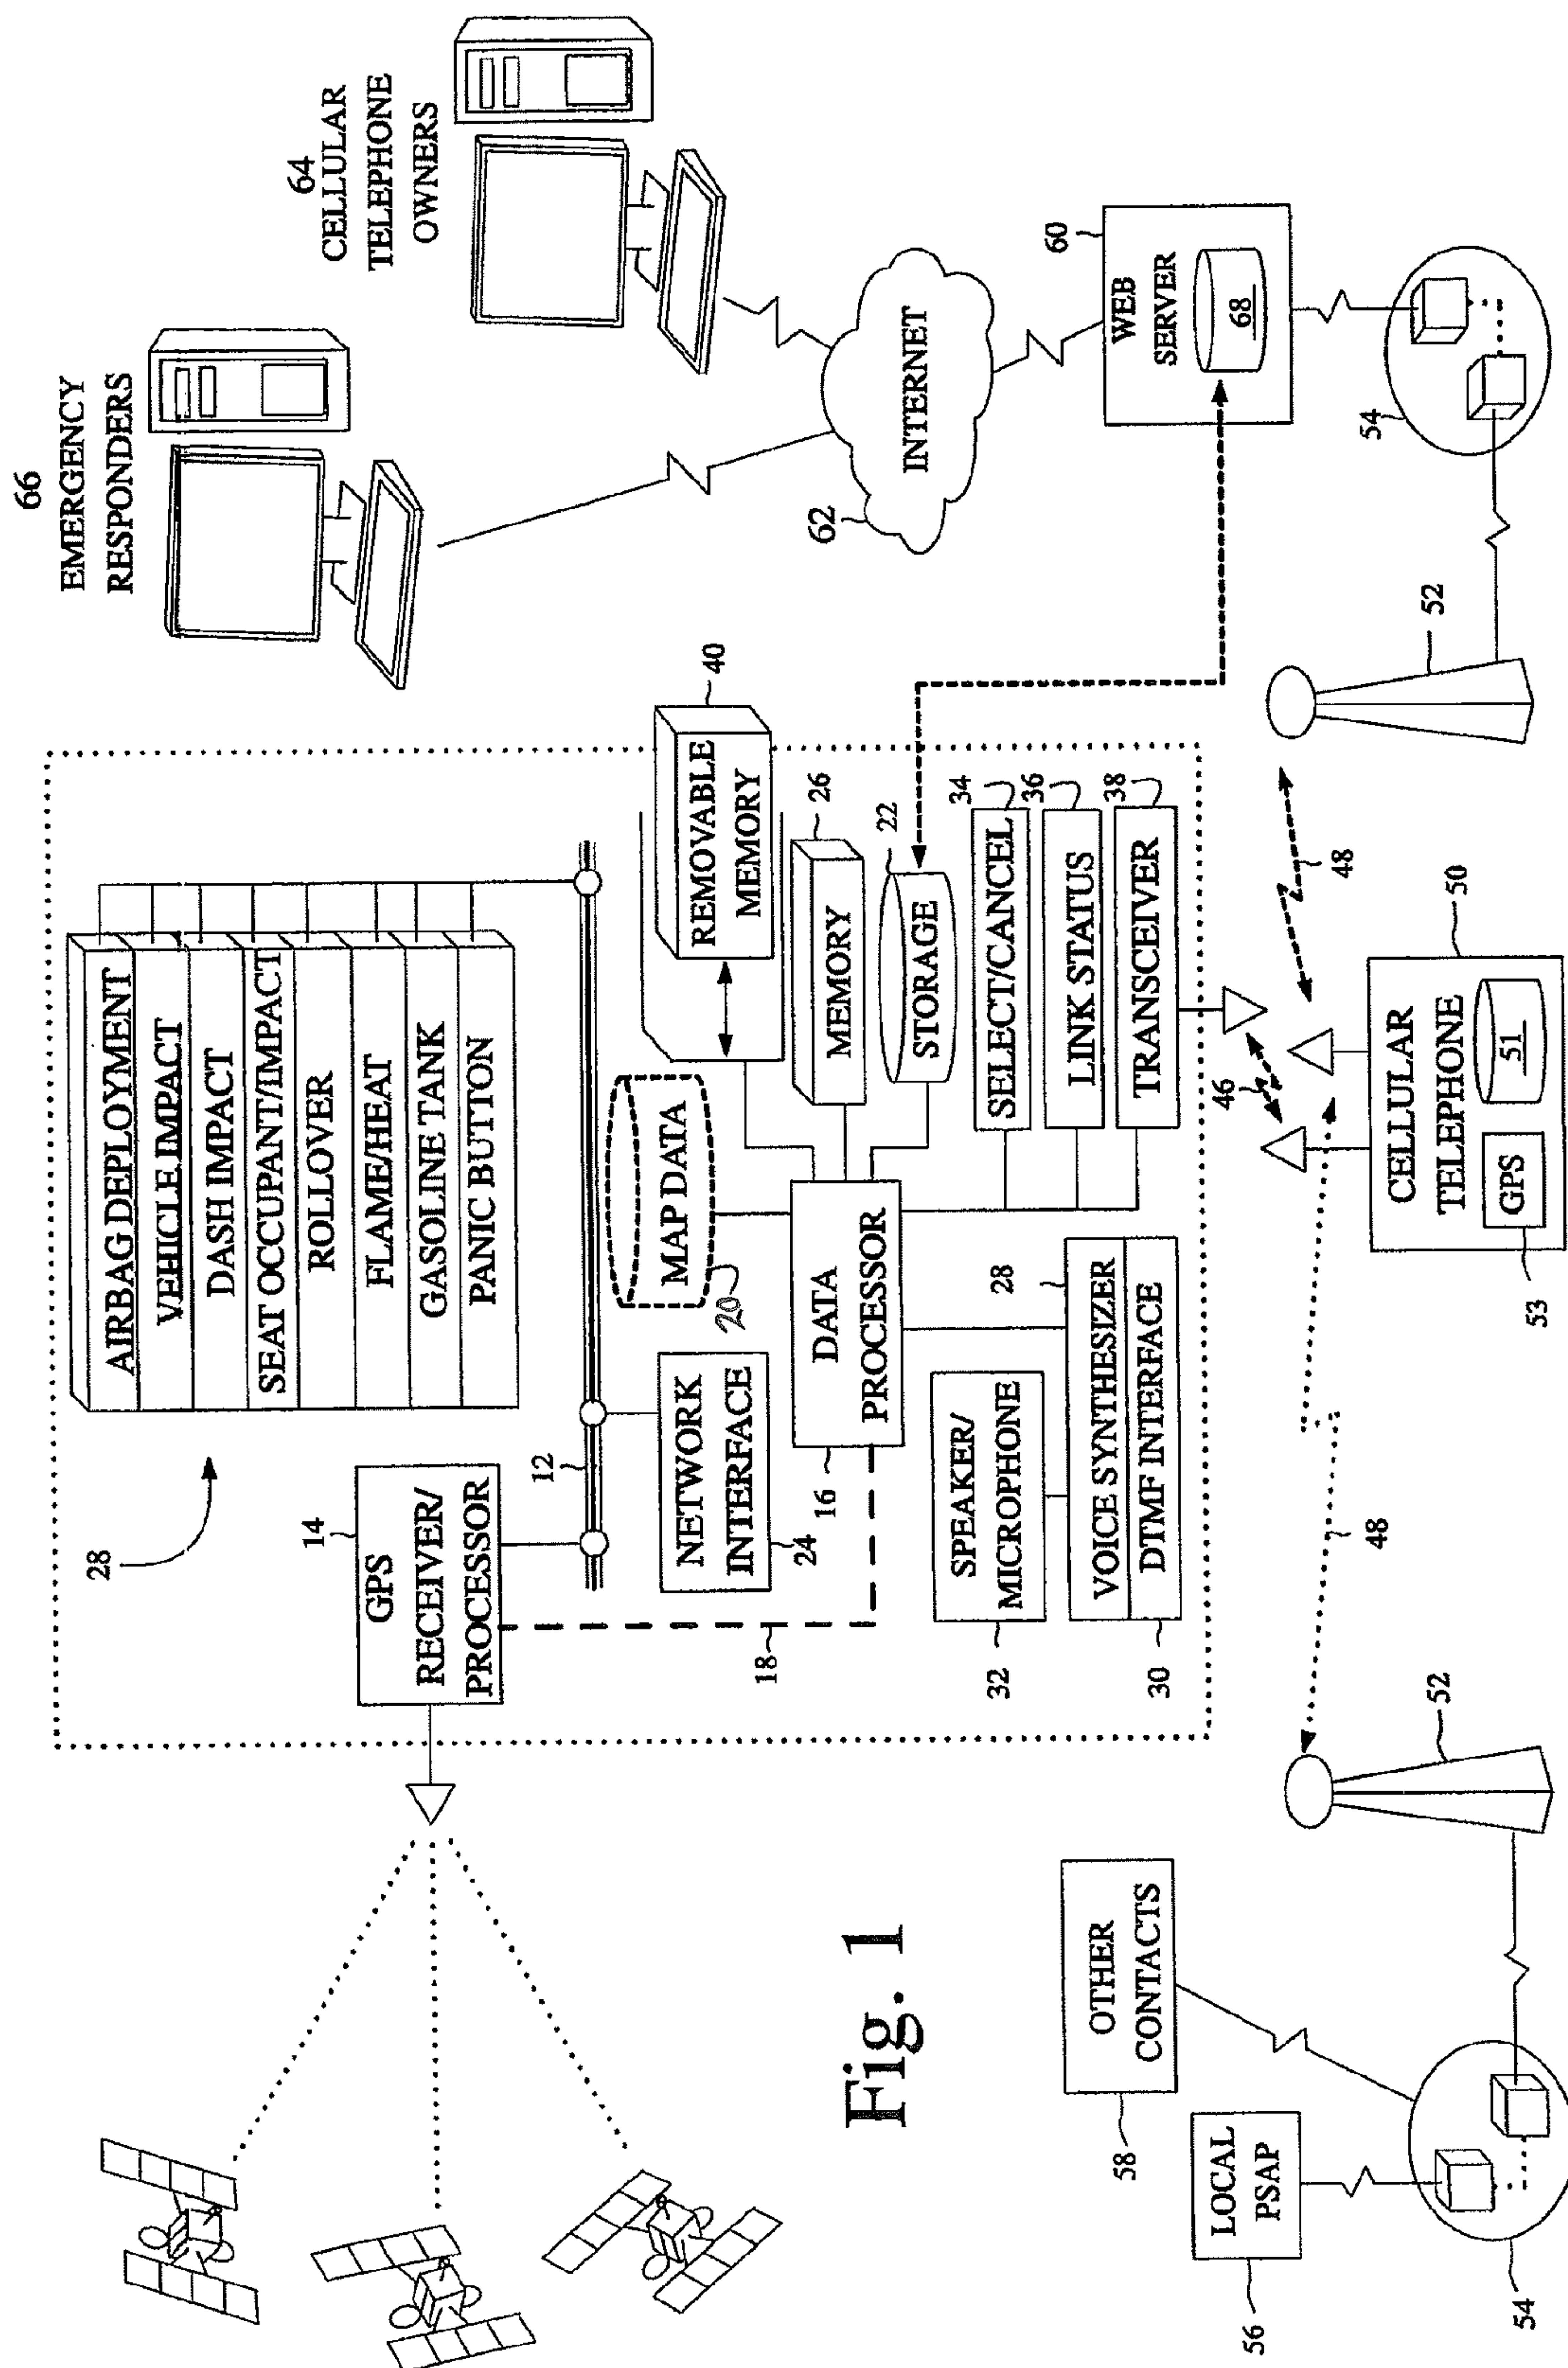 66
EMERGENCY
RESPONDERS
64
CELLULAR
TELEPHONE
OWNERS
28
AIRBAG DEPLOYMENT
VEHICLE IMPACT
DASH IMPACT
SEAT OCCUPANT/IMPACT
ROLLOVER
FLAME/HEAT
GASOLINE TANK
PANIC BUTTON
14
GPS
RECEIVER/
PROCESSOR
12
NETWORK
INTERFACE
24
MAP DATA
20
REMOVABLE
MEMORY
40
MEMORY
26
STORAGE
22
18
16
DATA
PROCESSOR
SPEAKER/
MICROPHONE
32
28
VOICE SYNTHESIZER
DTMF INTERFACE
30
SELECT/CANCEL
34
LINK STATUS
36
TRANSCEIVER
38
INTERNET
62
WEB
SERVER
60
68
54
52
48
46
50
CELLULAR
TELEPHONE
51
GPS
53
48
52
OTHER
CONTACTS
58
LOCAL
PSAP
56
54
Fig. 1